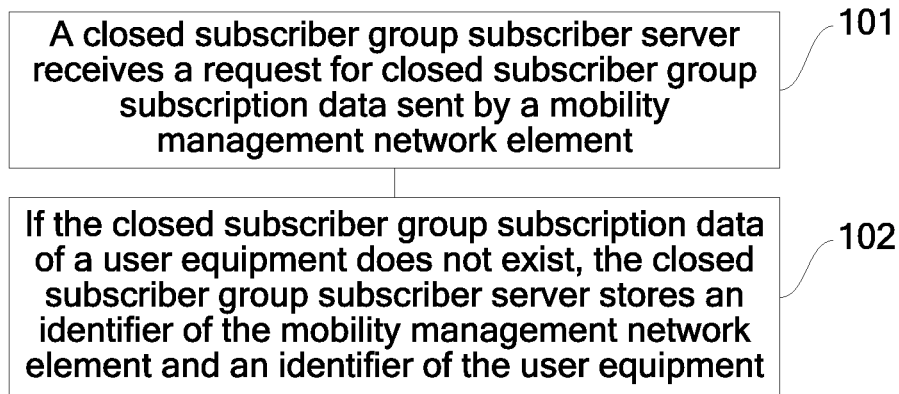 A closed subscriber group subscriber server
receives a request for closed subscriber group
subscription data sent by a mobility
management network element
101
If the closed subscriber group subscription data
of a user equipment does not exist, the closed
subscriber group subscriber server stores an
identifier of the mobility management network
element and an identifier of the user equipment
102